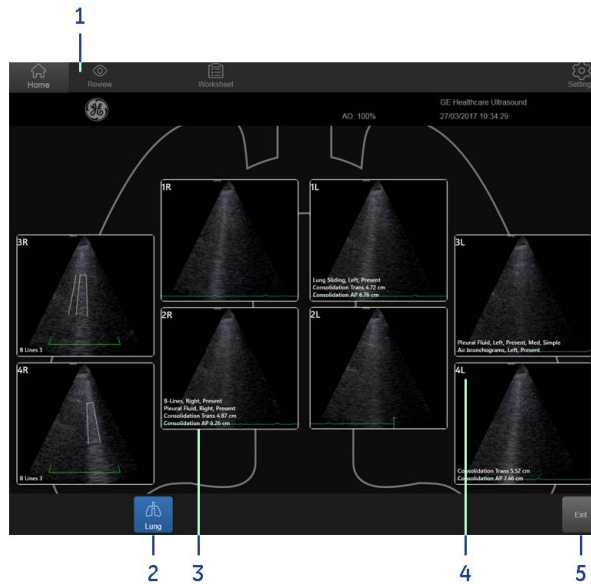 1
Home
Review
Worksheet
Setting
GE
GE Healthcare Ultrasound
AO: 100%
27/03/2017 10:34:29
1R
1L
Lung Sliding, Left, Present
Consolidation Trans 4.72 cm
Consolidation AP 6.76 cm
3R
B Lines 3
3L
Pleural Fluid, Left, Present, Med, Simple
Air bronchograms, Left, Present
2R
B-Lines, Right, Present
Pleural Fluid, Right, Present
Consolidation Trans 4.87 cm
Consolidation AP 6.26 cm
2L
4R
B Lines 3
4L
Consolidation Trans 5.52 cm
Consolidation AP 7.46 cm
Lung
Exit
2
3
4
5